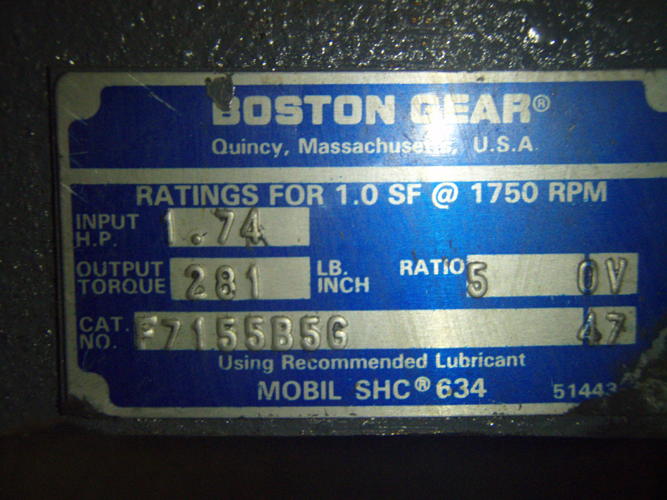 BOSTON GEAR®
Quincy, Massachusetts, U.S.A.
RATINGS FOR 1.0 SF @ 1750 RPM
INPUT H.P. 1.74
OUTPUT TORQUE 281 LB. INCH RATIO 5 0V
CAT. NO. F7155B5G 47
Using Recommended Lubricant
MOBIL SHC® 634